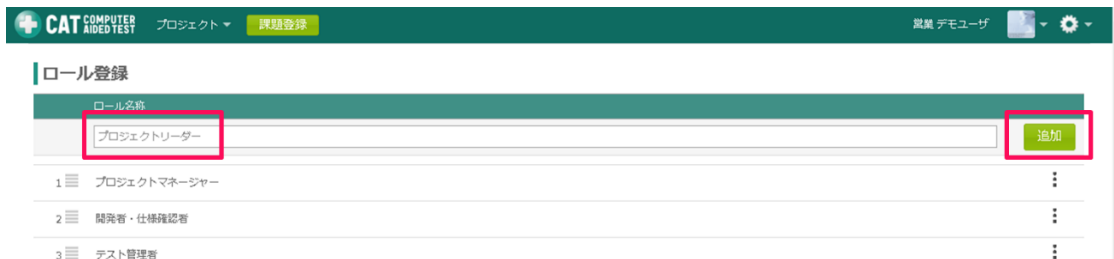 CAT COMPUTER AIDED TEST プロジェクト 課題登録 営業 デモユーザ
ロール登録
ロール名称
プロジェクトリーダー 追加
1 プロジェクトマネージャー
2 開発者・仕様確認者
3 テスト管理者